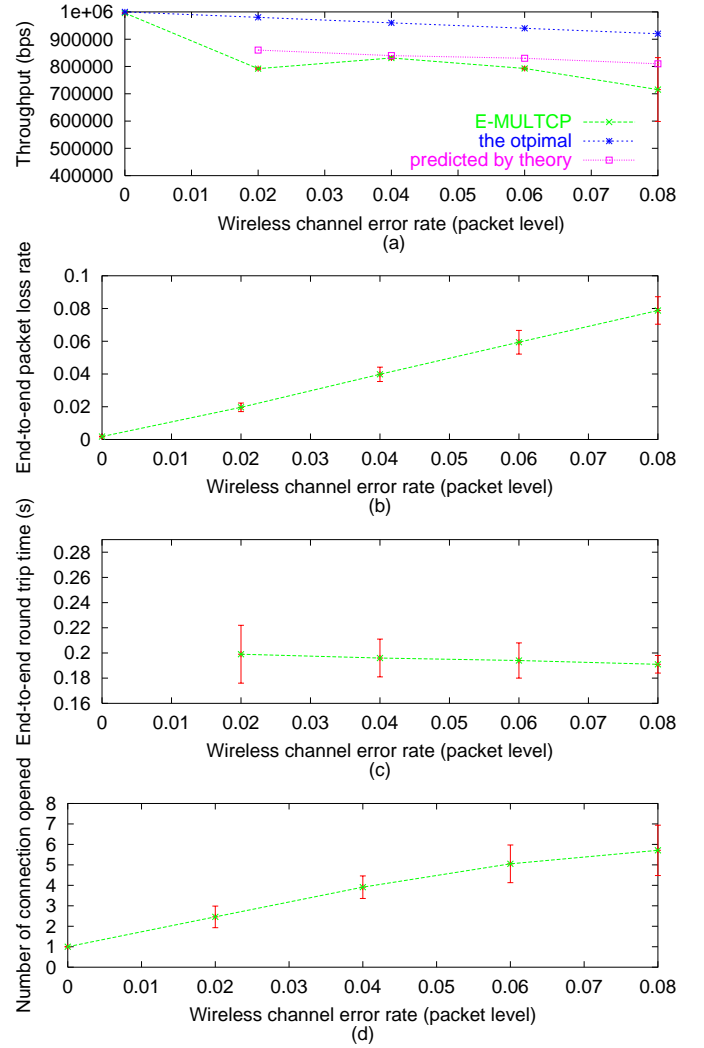 1e+06
900000
800000
700000
600000
500000
400000
Throughput (bps)
E-MULTCP
the otpimal
predicted by theory
0 0.01 0.02 0.03 0.04 0.05 0.06 0.07 0.08
Wireless channel error rate (packet level)
(a)
End-to-end packet loss rate
0.1
0.08
0.06
0.04
0.02
0
0 0.01 0.02 0.03 0.04 0.05 0.06 0.07 0.08
Wireless channel error rate (packet level)
(b)
End-to-end round trip time (s)
0.28
0.26
0.24
0.22
0.2
0.18
0.16
0 0.01 0.02 0.03 0.04 0.05 0.06 0.07 0.08
Wireless channel error rate (packet level)
(c)
Number of connection opened
8
7
6
5
4
3
2
1
0
0 0.01 0.02 0.03 0.04 0.05 0.06 0.07 0.08
Wireless channel error rate (packet level)
(d)